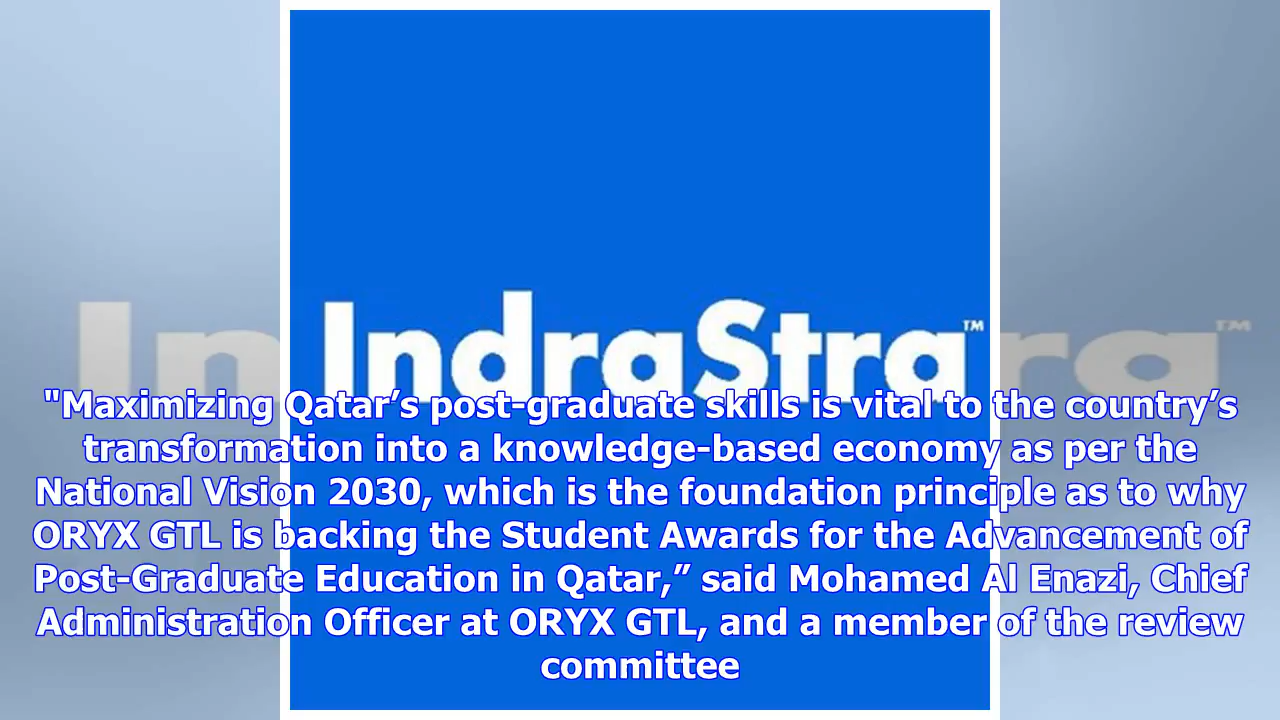 IndraStra™
"Maximizing Qatar’s post-graduate skills is vital to the country’s
transformation into a knowledge-based economy as per the
National Vision 2030, which is the foundation principle as to why
ORYX GTL is backing the Student Awards for the Advancement of
Post-Graduate Education in Qatar,” said Mohamed Al Enazi, Chief
Administration Officer at ORYX GTL, and a member of the review
committee